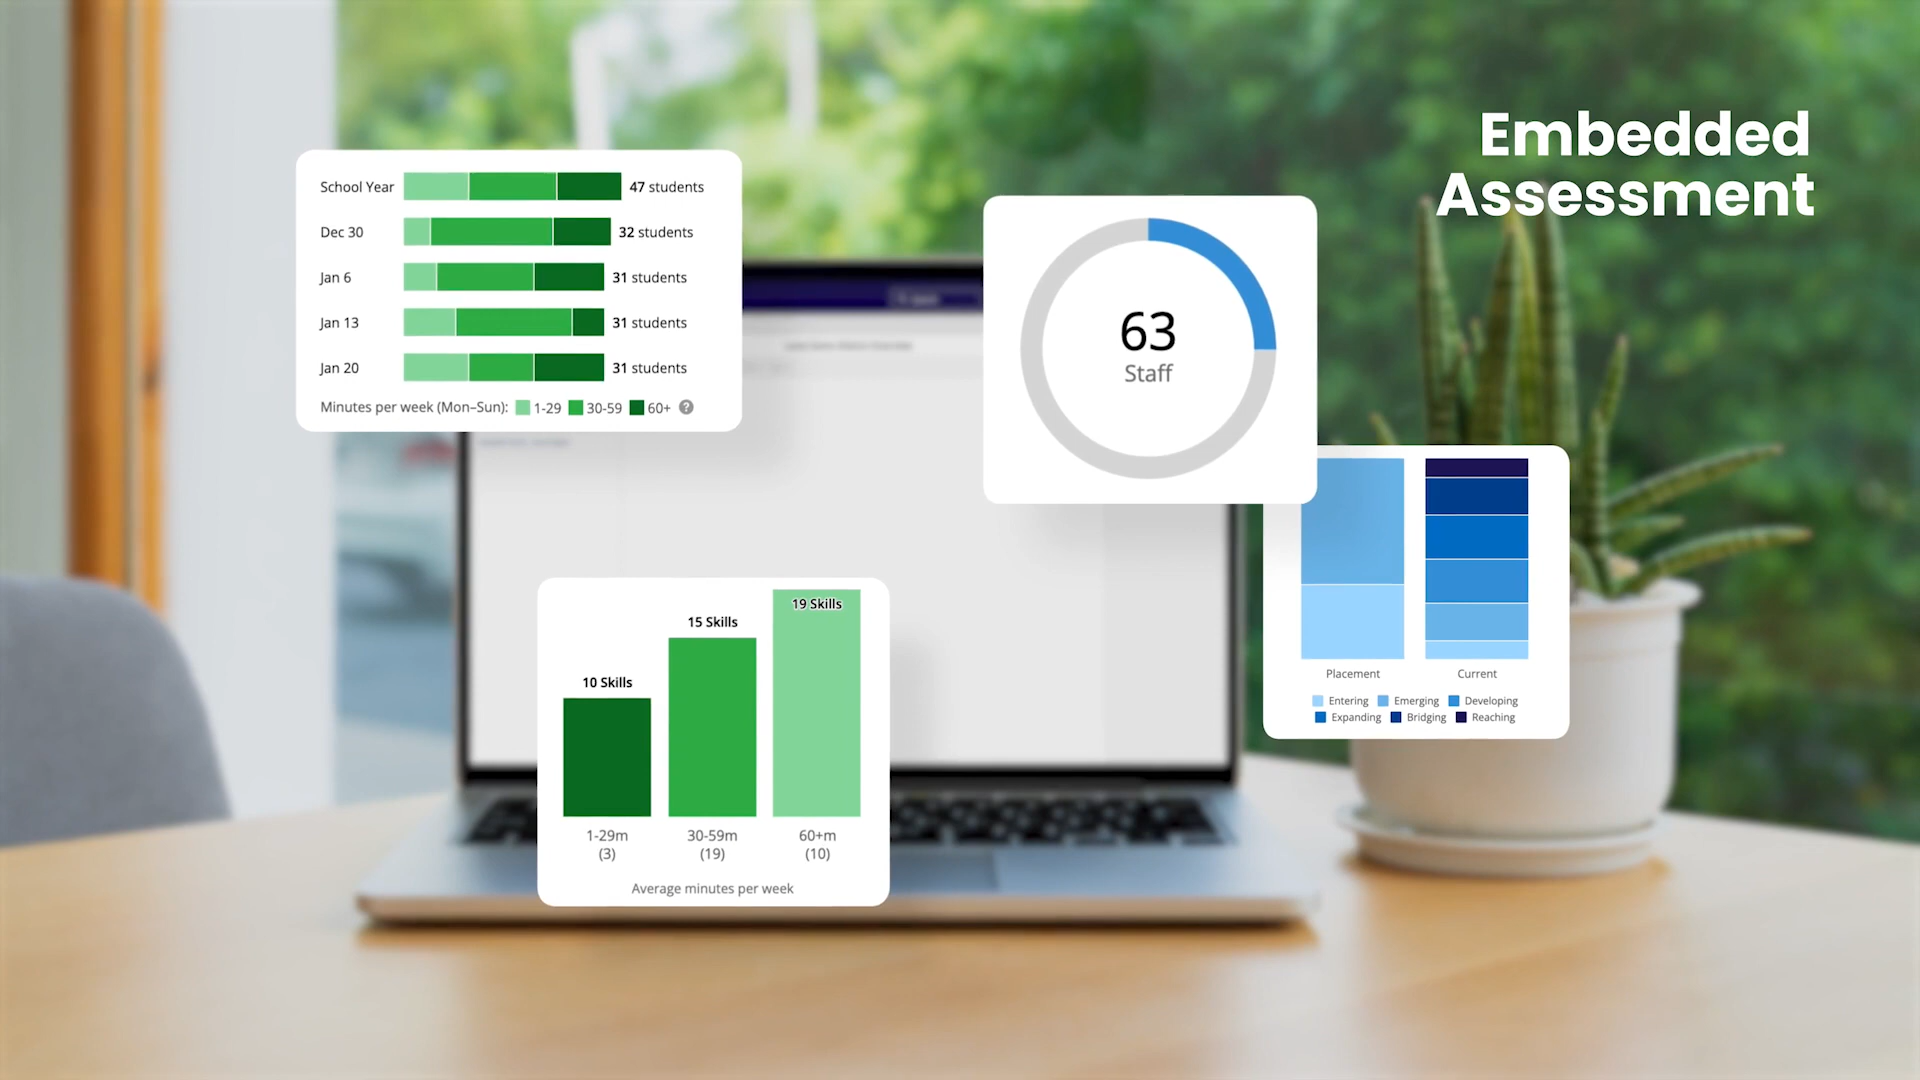 Embedded
Assessment
School Year 47 students
Dec 30 32 students
Jan 6 31 students
Jan 13 31 students
Jan 20 31 students
Minutes per week (Mon–Sun): 1-29 30-59 60+ ?
63
Staff
10 Skills
15 Skills
19 Skills
1-29m 30-59m 60+m
(3) (19) (10)
Average minutes per week
Placement Current
Entering Emerging Developing
Expanding Bridging Reaching